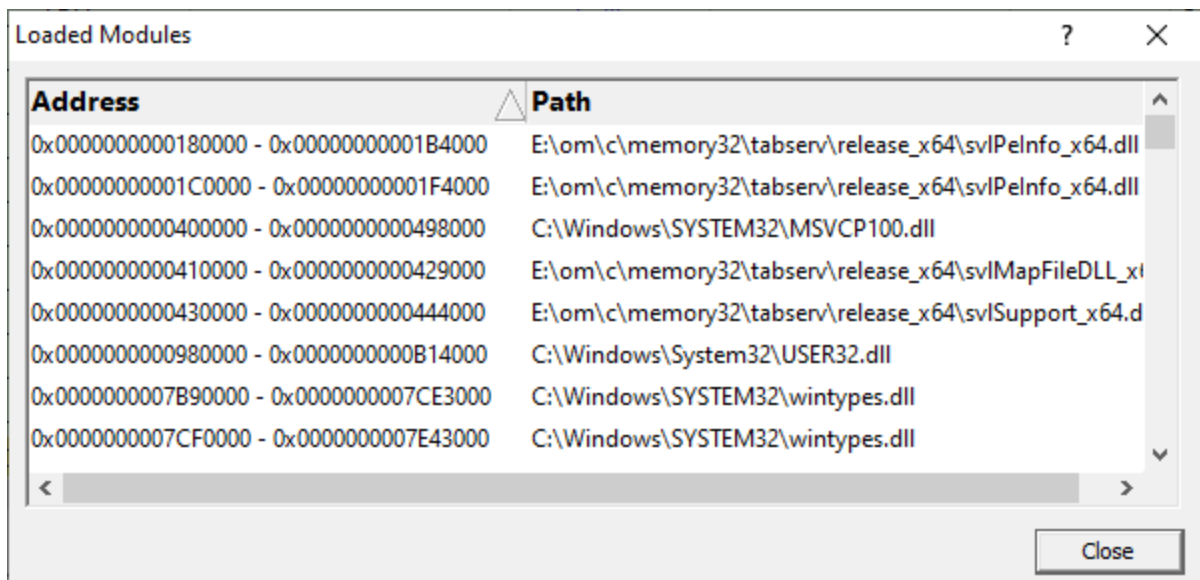 Loaded Modules
Address Path
0x0000000000180000 - 0x00000000001B4000 E:\om\c\memory32\tabserv\release_x64\svlPeInfo_x64.dll
0x00000000001C0000 - 0x00000000001F4000 E:\om\c\memory32\tabserv\release_x64\svlPeInfo_x64.dll
0x0000000000400000 - 0x0000000000498000 C:\Windows\SYSTEM32\MSVCP100.dll
0x0000000000410000 - 0x0000000000429000 E:\om\c\memory32\tabserv\release_x64\svlMapFileDLL_x
0x0000000000430000 - 0x0000000000444000 E:\om\c\memory32\tabserv\release_x64\svlSupport_x64.d
0x0000000000980000 - 0x0000000000B14000 C:\Windows\System32\USER32.dll
0x0000000007B90000 - 0x0000000007CE3000 C:\Windows\SYSTEM32\wintypes.dll
0x0000000007CF0000 - 0x0000000007E43000 C:\Windows\SYSTEM32\wintypes.dll
Close